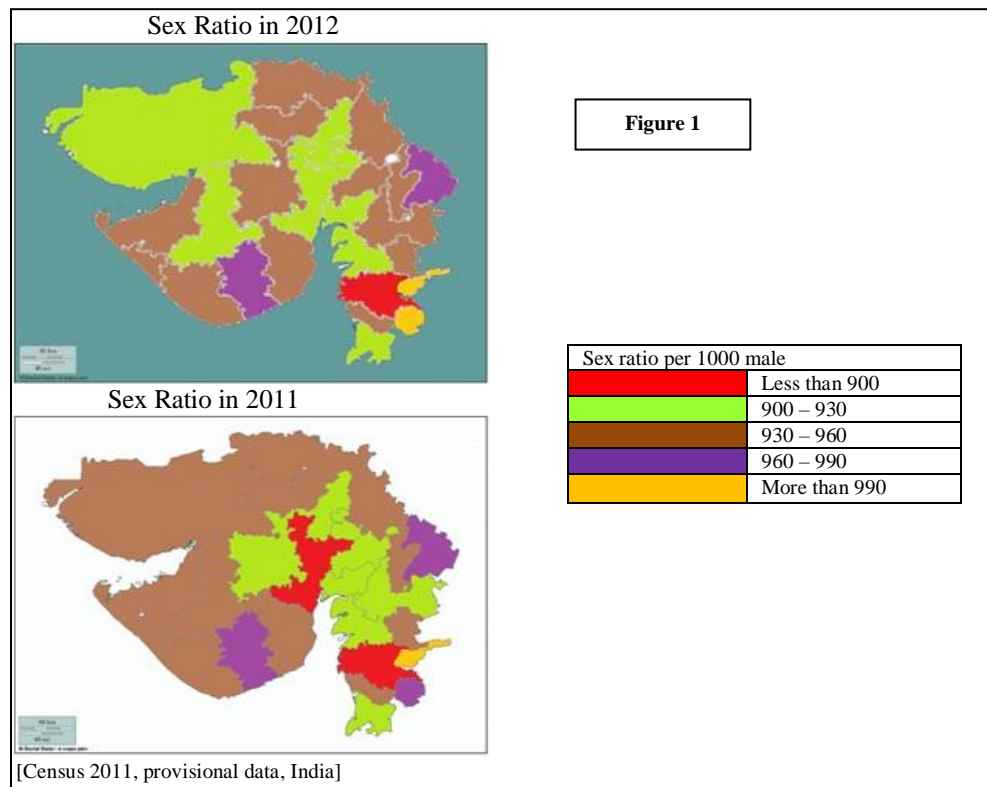 Sex Ratio in 2012
Figure 1
Sex ratio per 1000 male
Less than 900
900 – 930
930 – 960
960 – 990
More than 990
Sex Ratio in 2011
[Census 2011, provisional data, India]